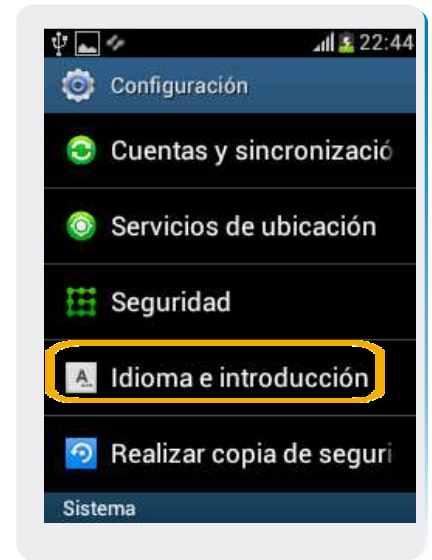 22:44
Configuración
Cuentas y sincronizació
Servicios de ubicación
Seguridad
A
Idioma e introducción
Realizar copia de seguri
Sistema